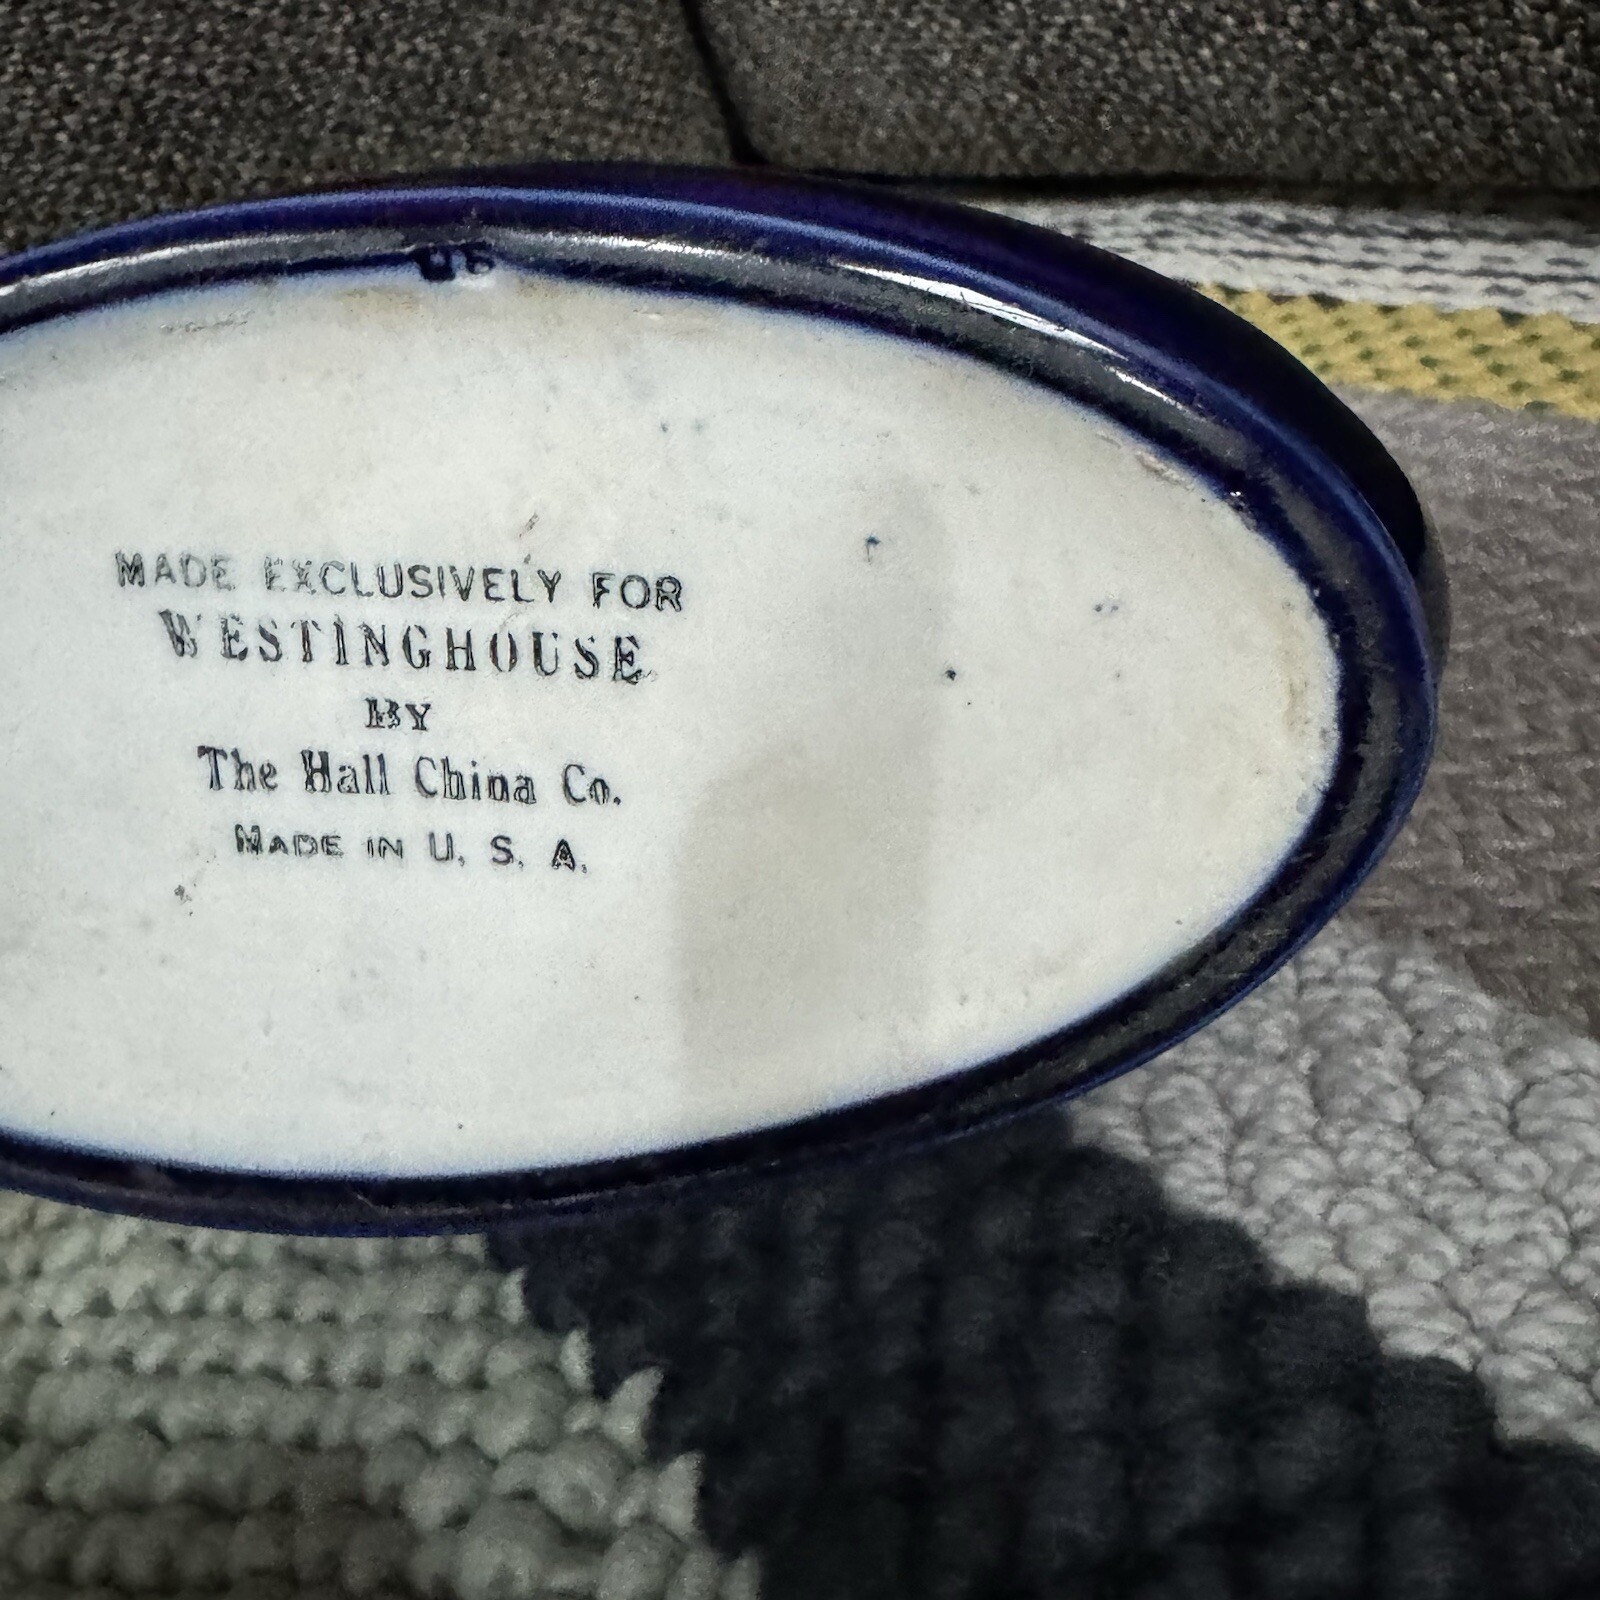 MADE EXCLUSIVELY FOR
WESTINGHOUSE
BY
The Hall China Co.
MADE IN U. S. A.